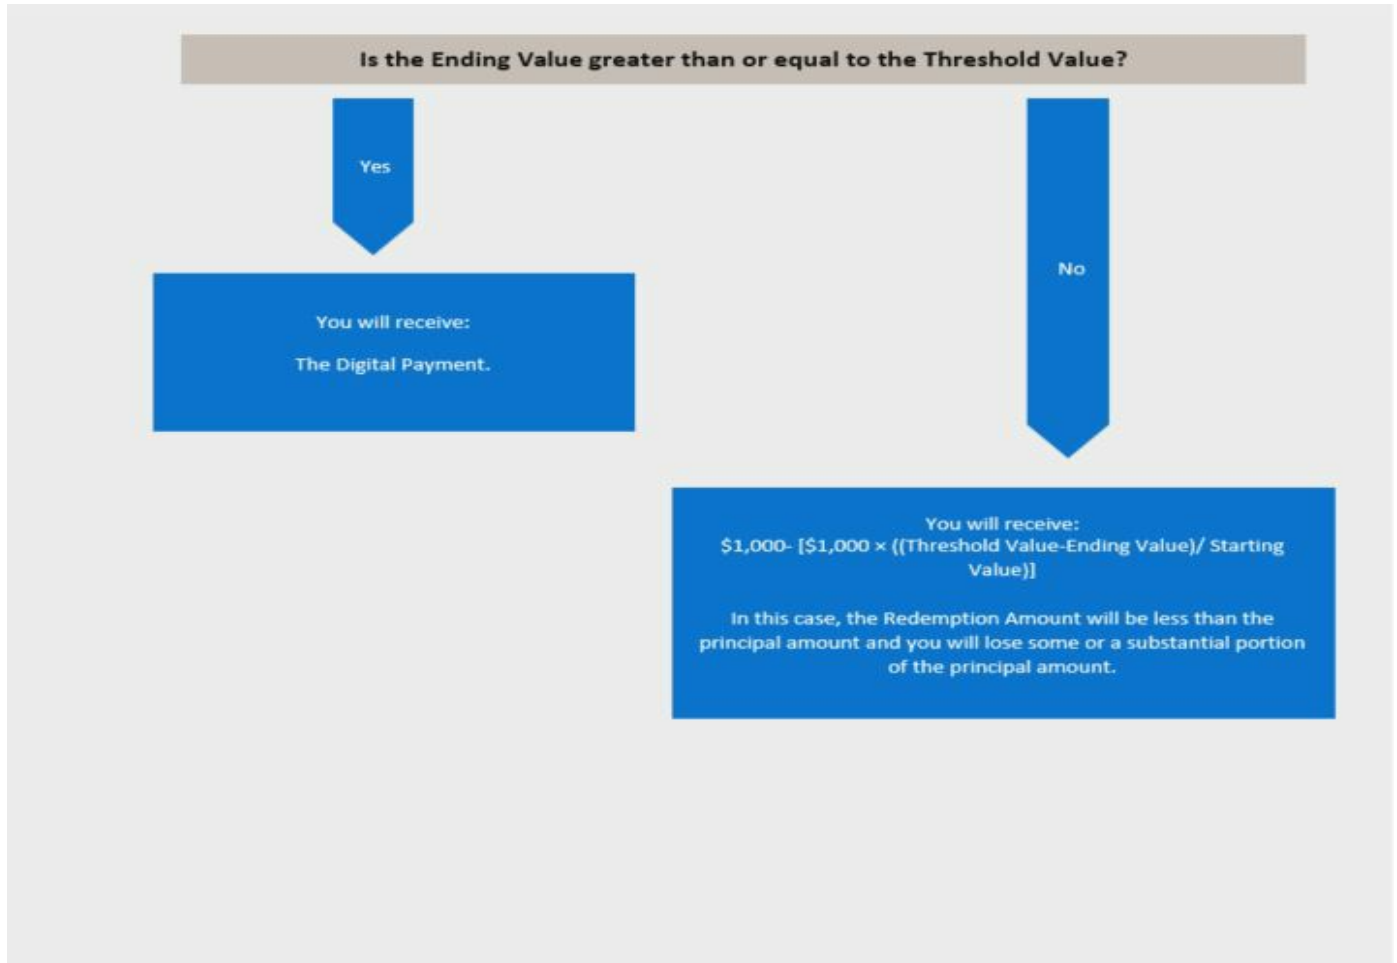 Is the Ending Value greater than or equal to the Threshold Value?
Yes
No
You will receive:
The Digital Payment.
You will receive:
$1,000- [$1,000 × ((Threshold Value-Ending Value)/ Starting
Value)]
In this case, the Redemption Amount will be less than the
principal amount and you will lose some or a substantial portion
of the principal amount.